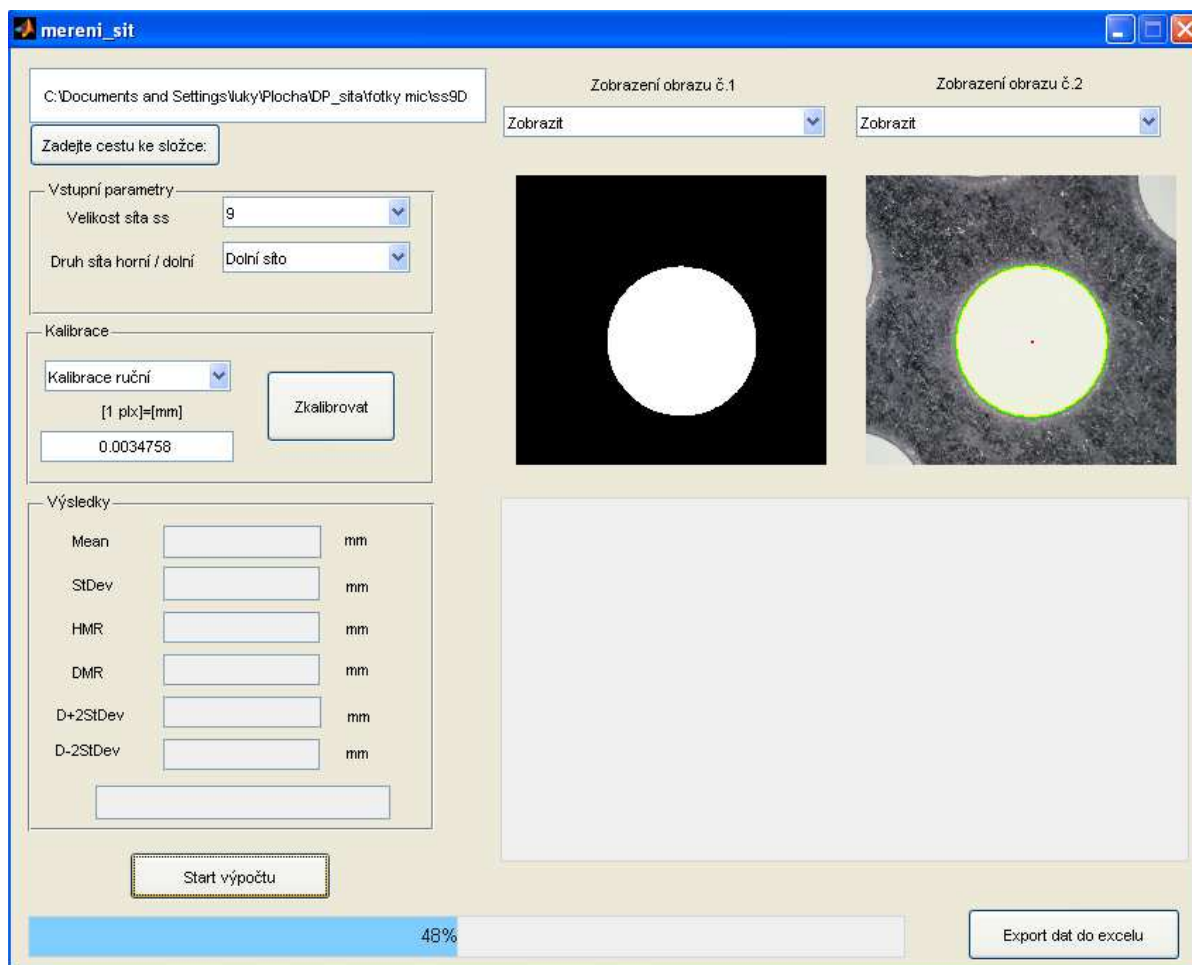 mereni_sit
C:\Documents and Settings\luky\Plocha\DP_sita\fotky mic\ss9D
Zadejte cestu ke složce:
Zobrazení obrazu č.1
Zobrazení obrazu č.2
Zobrazit
Zobrazit
Vstupní parametry
Velikost síta ss
9
Druh síta horní / dolní
Dolní síto
Kalibrace
Kalibrace ruční
[1 plx]=[mm]
0.0034758
Zkalibrovat
Výsledky
Mean
mm
StDev
mm
HMR
mm
DMR
mm
D+2StDev
mm
D-2StDev
mm
Start výpočtu
48%
Export dat do excelu